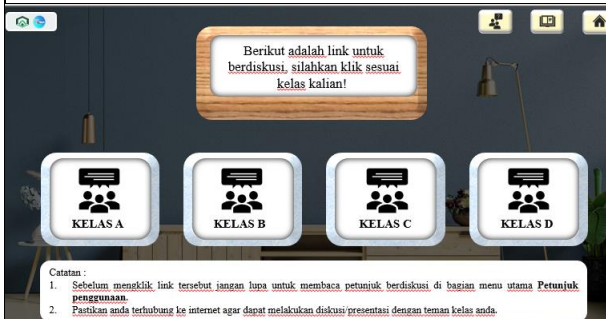 Berikut adalah link untuk
berdiskusi, silahkan klik sesuai
kelas kalian!
KELAS A
KELAS B
KELAS C
KELAS D
Catatan :
1. Sebelum mengklik link tersebut jangan lupa untuk membaca petunjuk berdiskusi di bagian menu utama Petunjuk
penggunaan.
2. Pastikan anda terhubung ke internet agar dapat melakukan diskusi/presentasi dengan teman kelas anda.